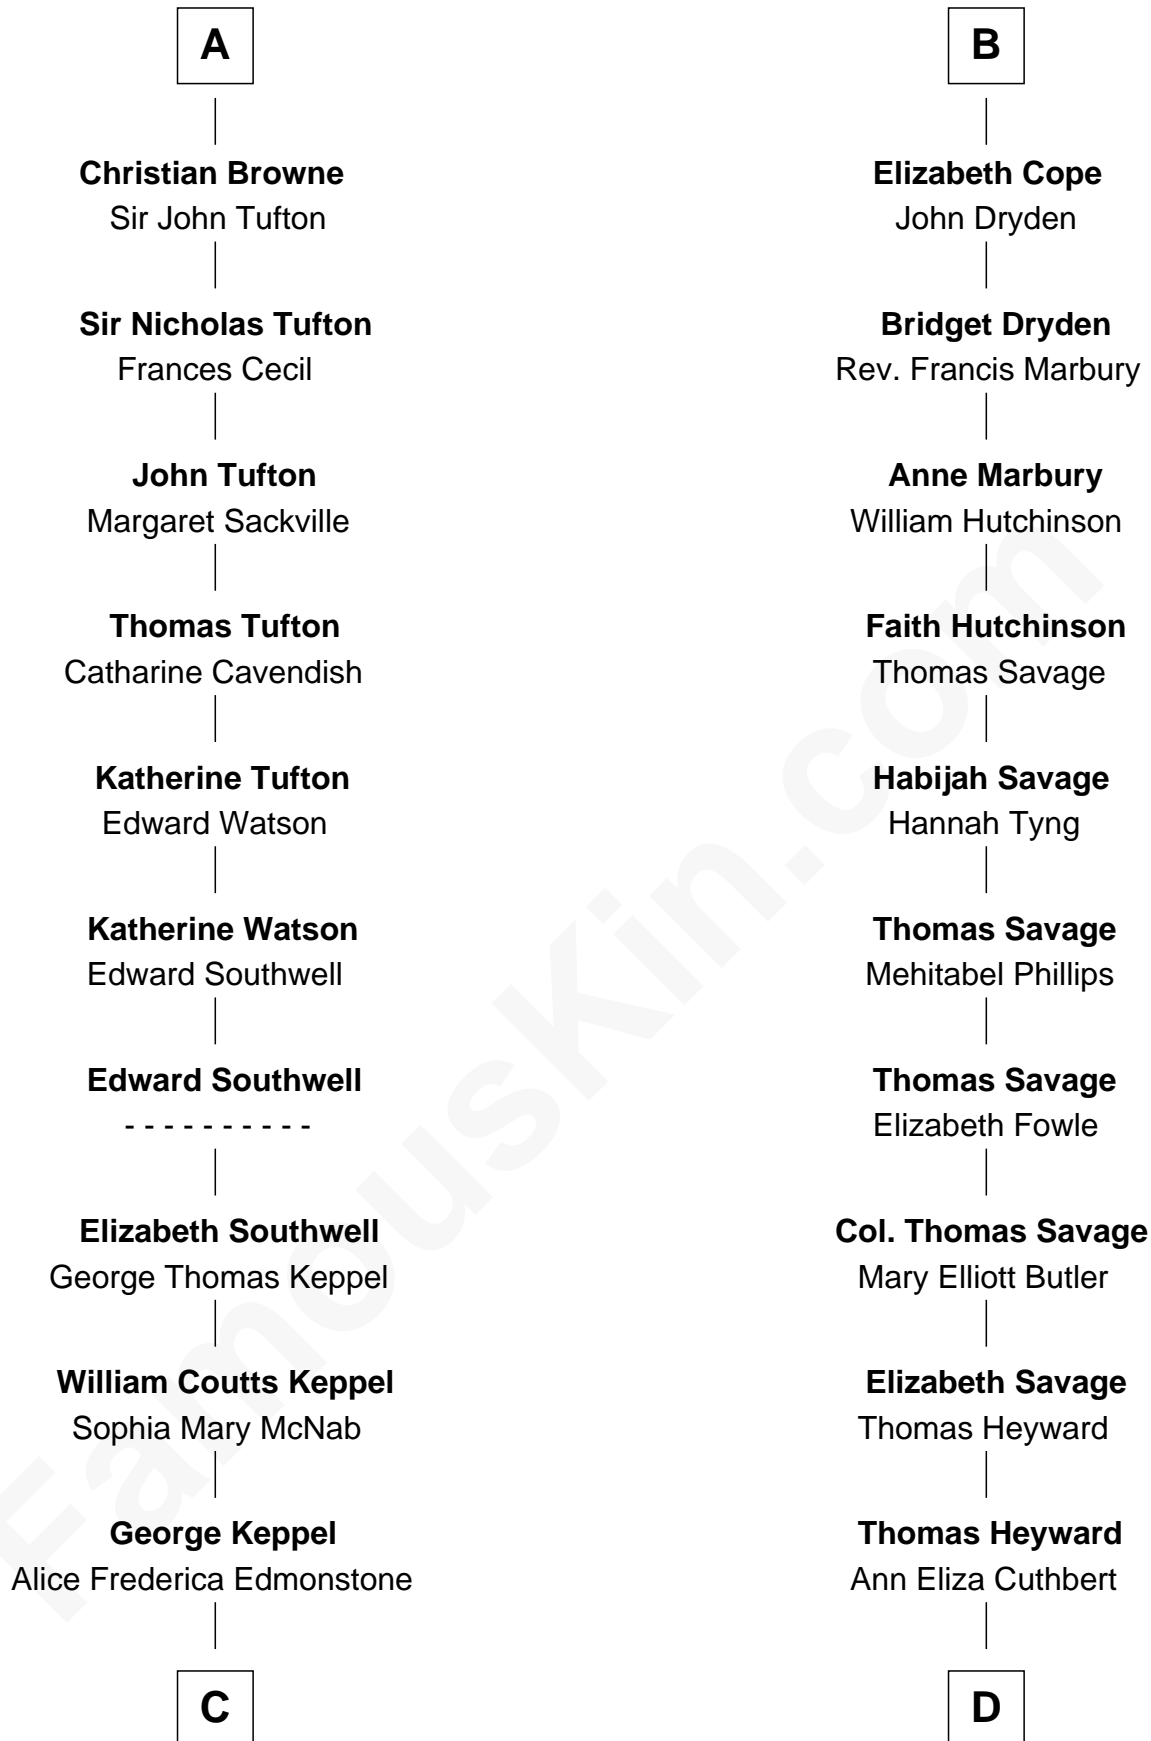 A
Christian Browne
Sir John Tufton
Sir Nicholas Tufton
Frances Cecil
John Tufton
Margaret Sackville
Thomas Tufton
Catharine Cavendish
Katherine Tufton
Edward Watson
Katherine Watson
Edward Southwell
Edward Southwell
- - - - - - - - - -
Elizabeth Southwell
George Thomas Keppel
William Coutts Keppel
Sophia Mary McNab
George Keppel
Alice Frederica Edmonstone
C
B
Elizabeth Cope
John Dryden
Bridget Dryden
Rev. Francis Marbury
Anne Marbury
William Hutchinson
Faith Hutchinson
Thomas Savage
Habijah Savage
Hannah Tyng
Thomas Savage
Mehitabel Phillips
Thomas Savage
Elizabeth Fowle
Col. Thomas Savage
Mary Elliott Butler
Elizabeth Savage
Thomas Heyward
Thomas Heyward
Ann Eliza Cuthbert
D
FamousKin.com